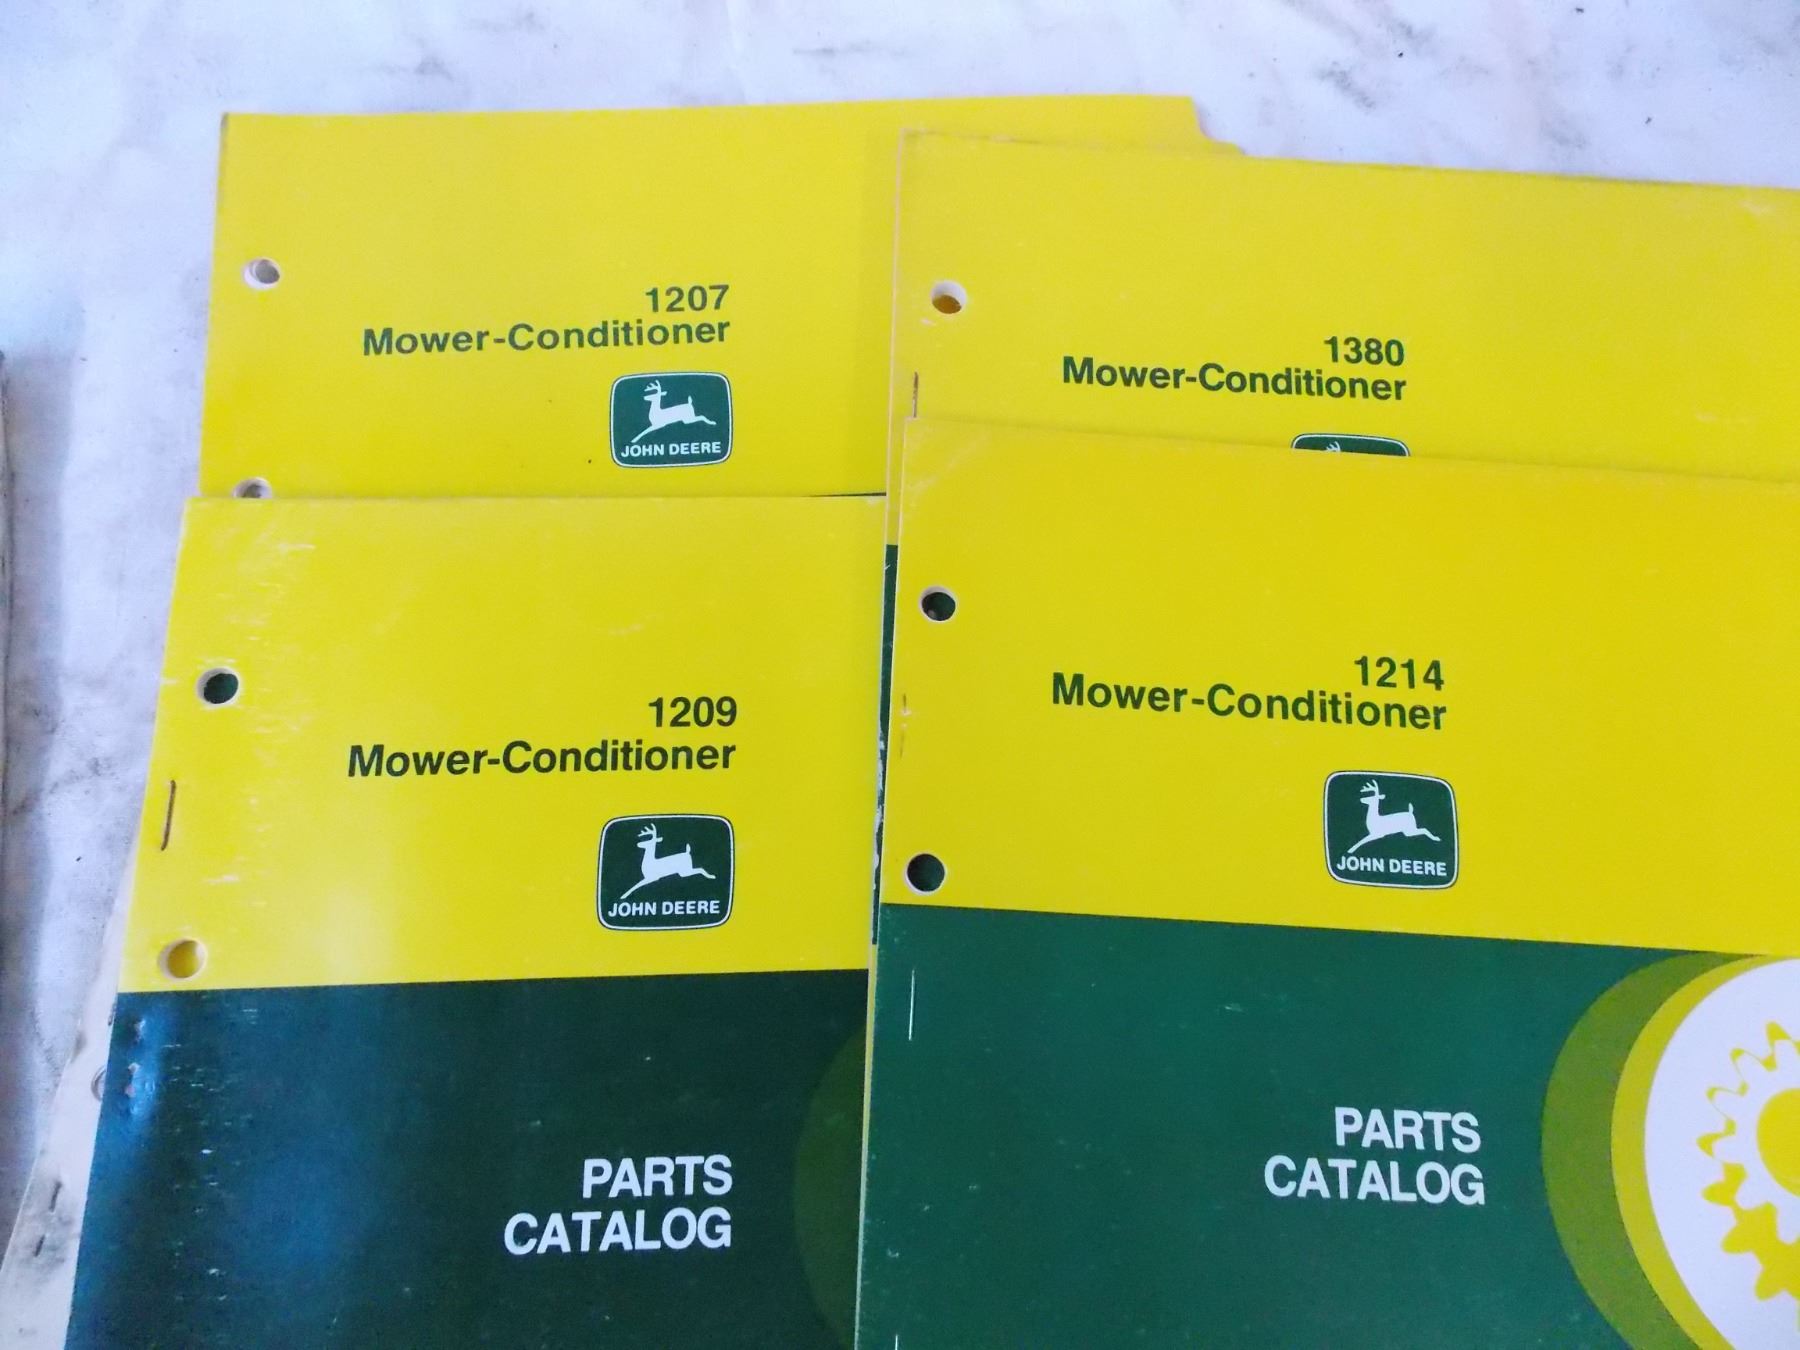 1207
Mower-Conditioner
JOHN DEERE
1380
Mower-Conditioner
1209
Mower-Conditioner
JOHN DEERE
PARTS
CATALOG
1214
Mower-Conditioner
JOHN DEERE
PARTS
CATALOG